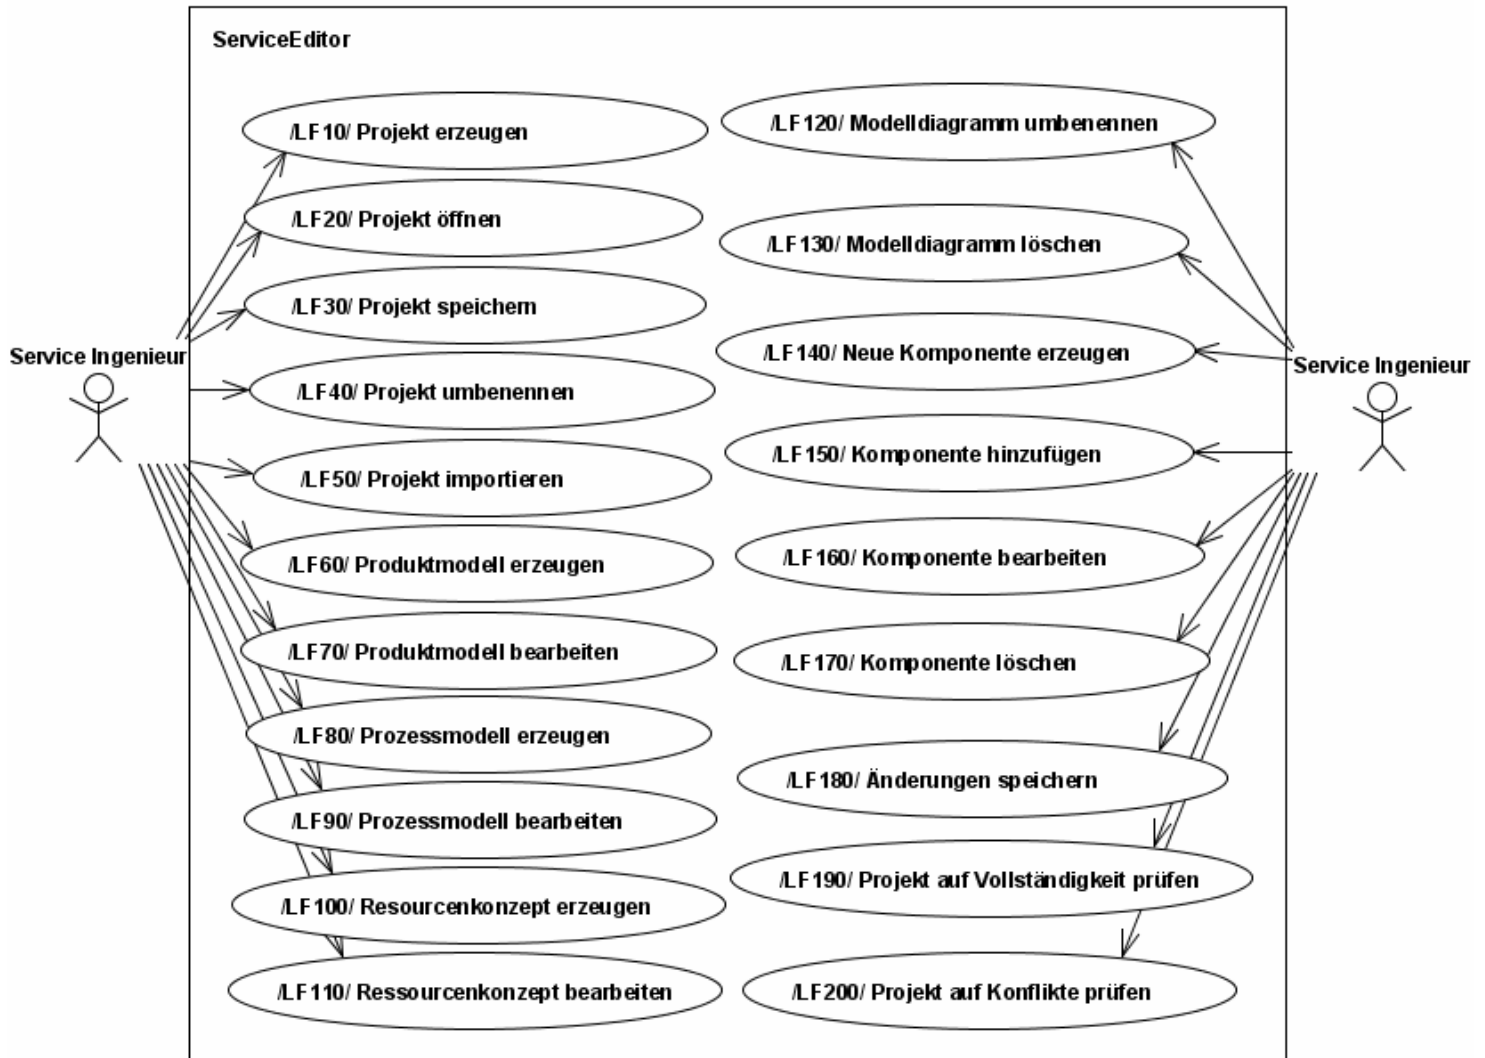 ServiceEditor
/LF10/ Projekt erzeugen
/LF20/ Projekt öffnen
/LF30/ Projekt speichern
Service Ingenieur
/LF40/ Projekt umbenennen
/LF50/ Projekt importieren
/LF60/ Produktmodell erzeugen
/LF70/ Produktmodell bearbeiten
/LF80/ Prozessmodell erzeugen
/LF90/ Prozessmodell bearbeiten
/LF100/ Resourcenkonzept erzeugen
/LF110/ Ressourcenkonzept bearbeiten
/LF120/ Modelldiagramm umbenennen
/LF130/ Modelldiagramm löschen
/LF140/ Neue Komponente erzeugen
Service Ingenieur
/LF150/ Komponente hinzufügen
/LF160/ Komponente bearbeiten
/LF170/ Komponente löschen
/LF180/ Änderungen speichern
/LF190/ Projekt auf Vollständigkeit prüfen
/LF200/ Projekt auf Konflikte prüfen